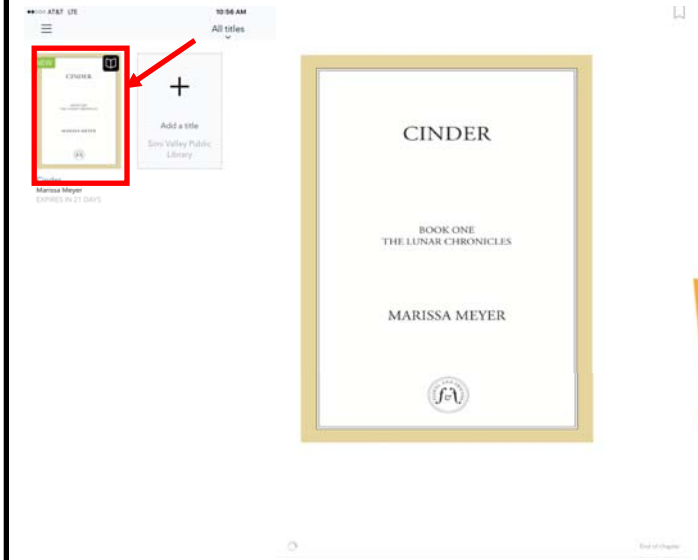 AT&T LTE
10:56 AM
All titles
NEW
CINDER
MARISSA MEYER
Cinder
Marissa Meyer
EXPIRES IN 21 DAYS
+
Add a title
Simi Valley Public
Library
CINDER
BOOK ONE
THE LUNAR CHRONICLES
MARISSA MEYER
End of chapter